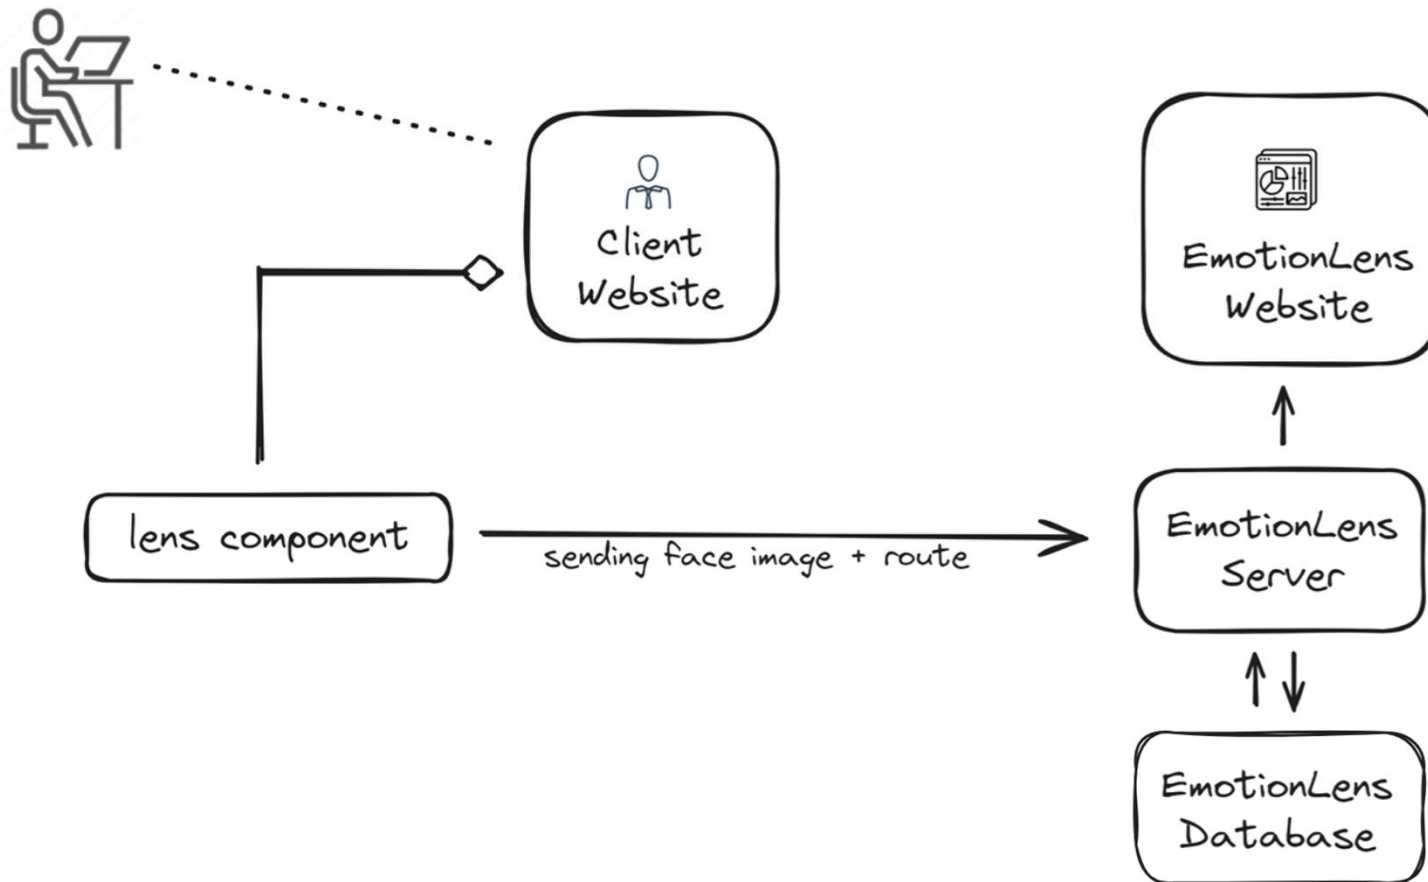 Client
Website
EmotionLens
Website
lens component
sending face image + route
EmotionLens
Server
EmotionLens
Database